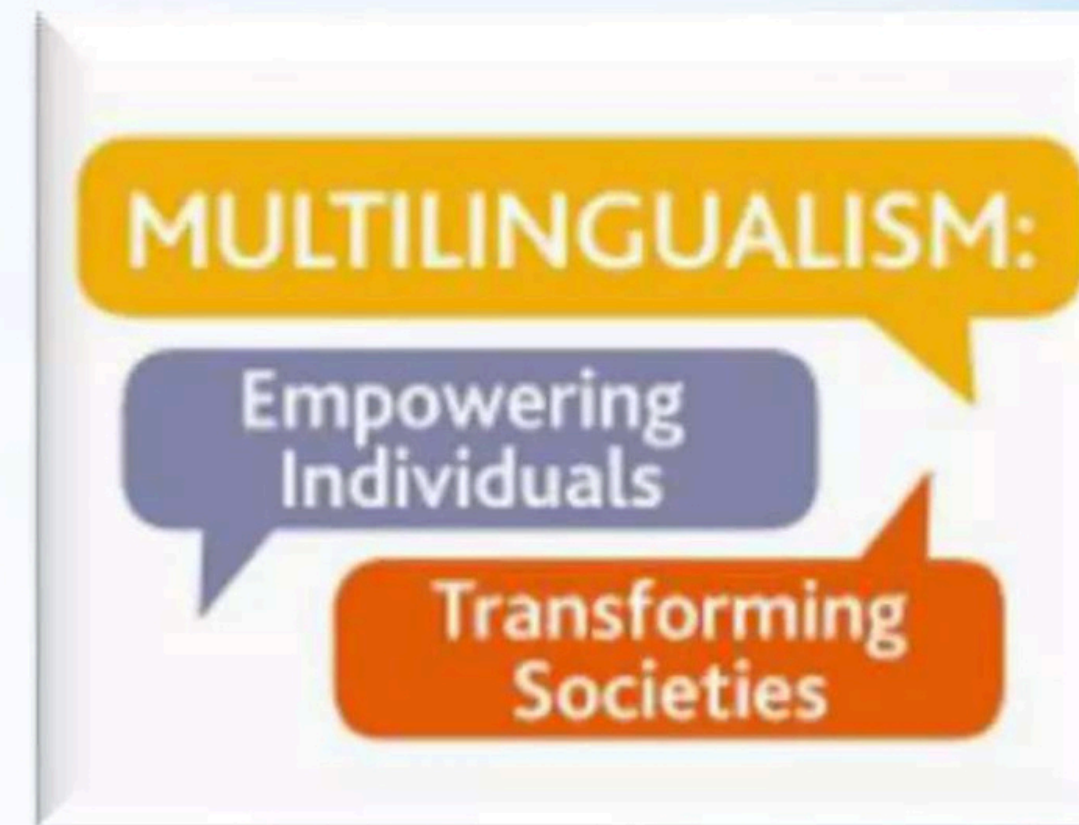 MULTILINGUALISM:
Empowering
Individuals
Transforming
Societies